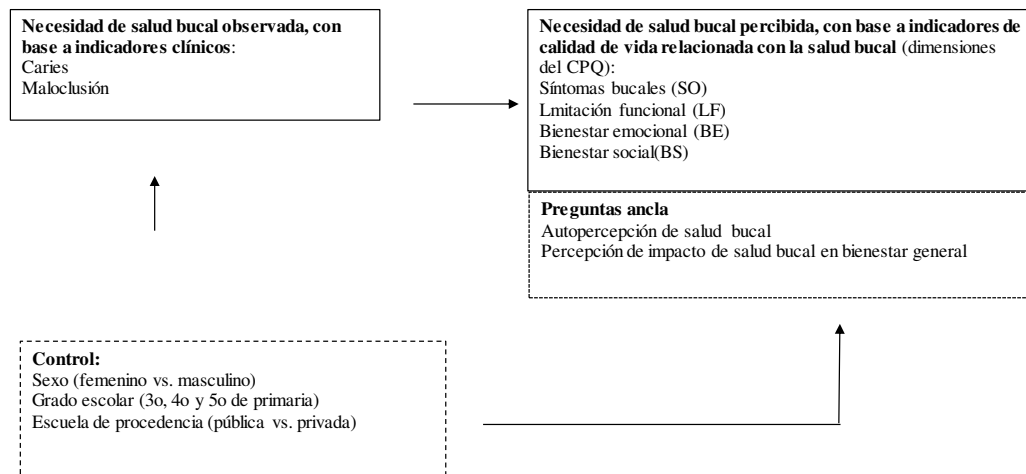 Necesidad de salud bucal observada, con
base a indicadores clínicos:
Caries
Maloclusión
Necesidad de salud bucal percibida, con base a indicadores de
calidad de vida relacionada con la salud bucal (dimensiones
del CPQ):
Síntomas bucales (SO)
Lmitación funcional (LF)
Bienestar emocional (BE)
Bienestar social(BS)
Preguntas ancla
Autopercepción de salud bucal
Percepción de impacto de salud bucal en bienestar general
Control:
Sexo (femenino vs. masculino)
Grado escolar (3o, 4o y 5o de primaria)
Escuela de procedencia (pública vs. privada)